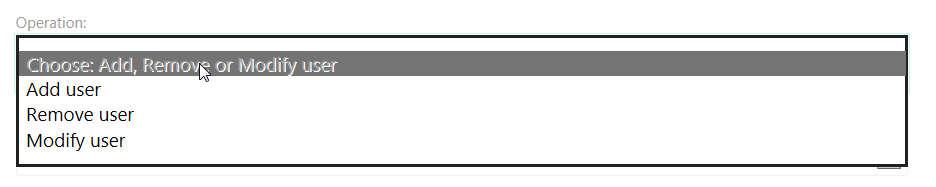 Operation:
Choose: Add, Remove or Modify user
Add user
Remove user
Modify user